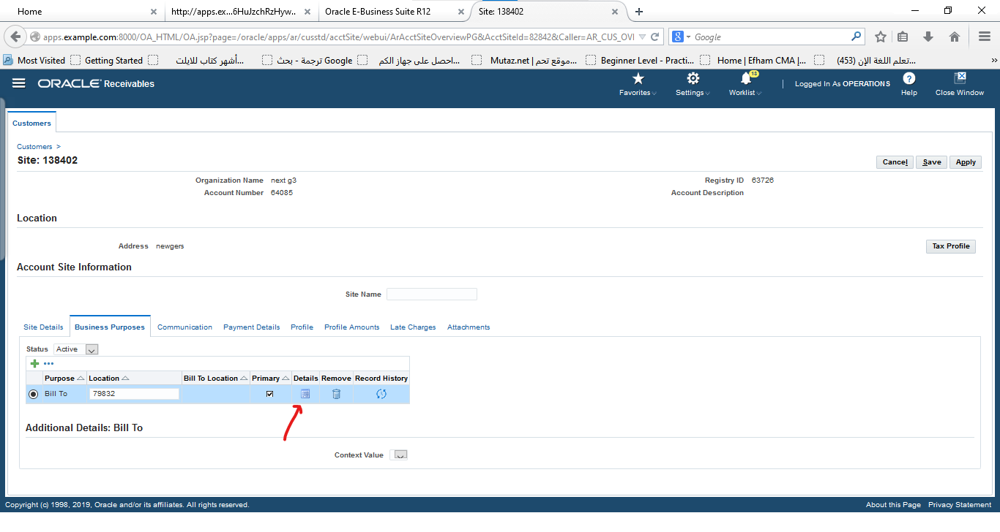 Home × http://apps.ex...6HuJzchRzHyw.. × Oracle E-Business Suite R12 × Site: 138402 × +
apps.example.com:8000/OA_HTML/OA.jsp?page=/oracle/apps/ar/custstd/acctSite/webui/ArAcctSiteOverviewPG&AcctSiteId=82842&Caller=AR_CUS_OVI
8 Google
Most Visited Getting Started أشهر كتاب للايلت... ترجمة - بحث Google احصل على جهاز الكم... موقع تحم | Mutaz.net... Beginner Level - Practi... Home | Efham CMA |إ... (453) تعلم اللغة الإن... »
ORACLE Receivables
Favorites Settings 18 Worklist Logged In As OPERATIONS ? Help Close Window
Customers
Customers >
Site: 138402
Cancel Save Apply
Organization Name next g3 Registry ID 63726
Account Number 64085 Account Description
Location
Address newgers Tax Profile
Account Site Information
Site Name
Site Details Business Purposes Communication Payment Details Profile Profile Amounts Late Charges Attachments
Status Active
Purpose Location Bill To Location Primary Details Remove Record History
Bill To 79832
Additional Details: Bill To
Context Value
Copyright (c) 1998, 2019, Oracle and/or its affiliates. All rights reserved. About this Page Privacy Statement